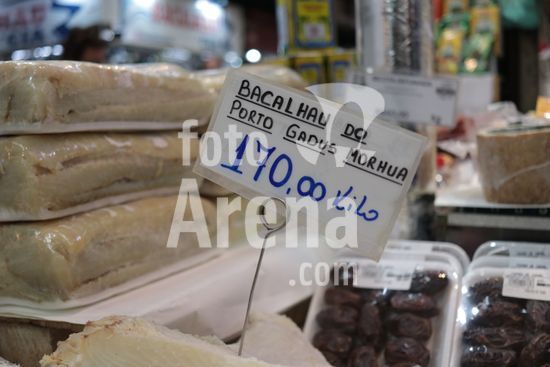 BACALHAU DO
PORTO GADUS MORHUA
170,00 Kilo
foto
Arena
.com